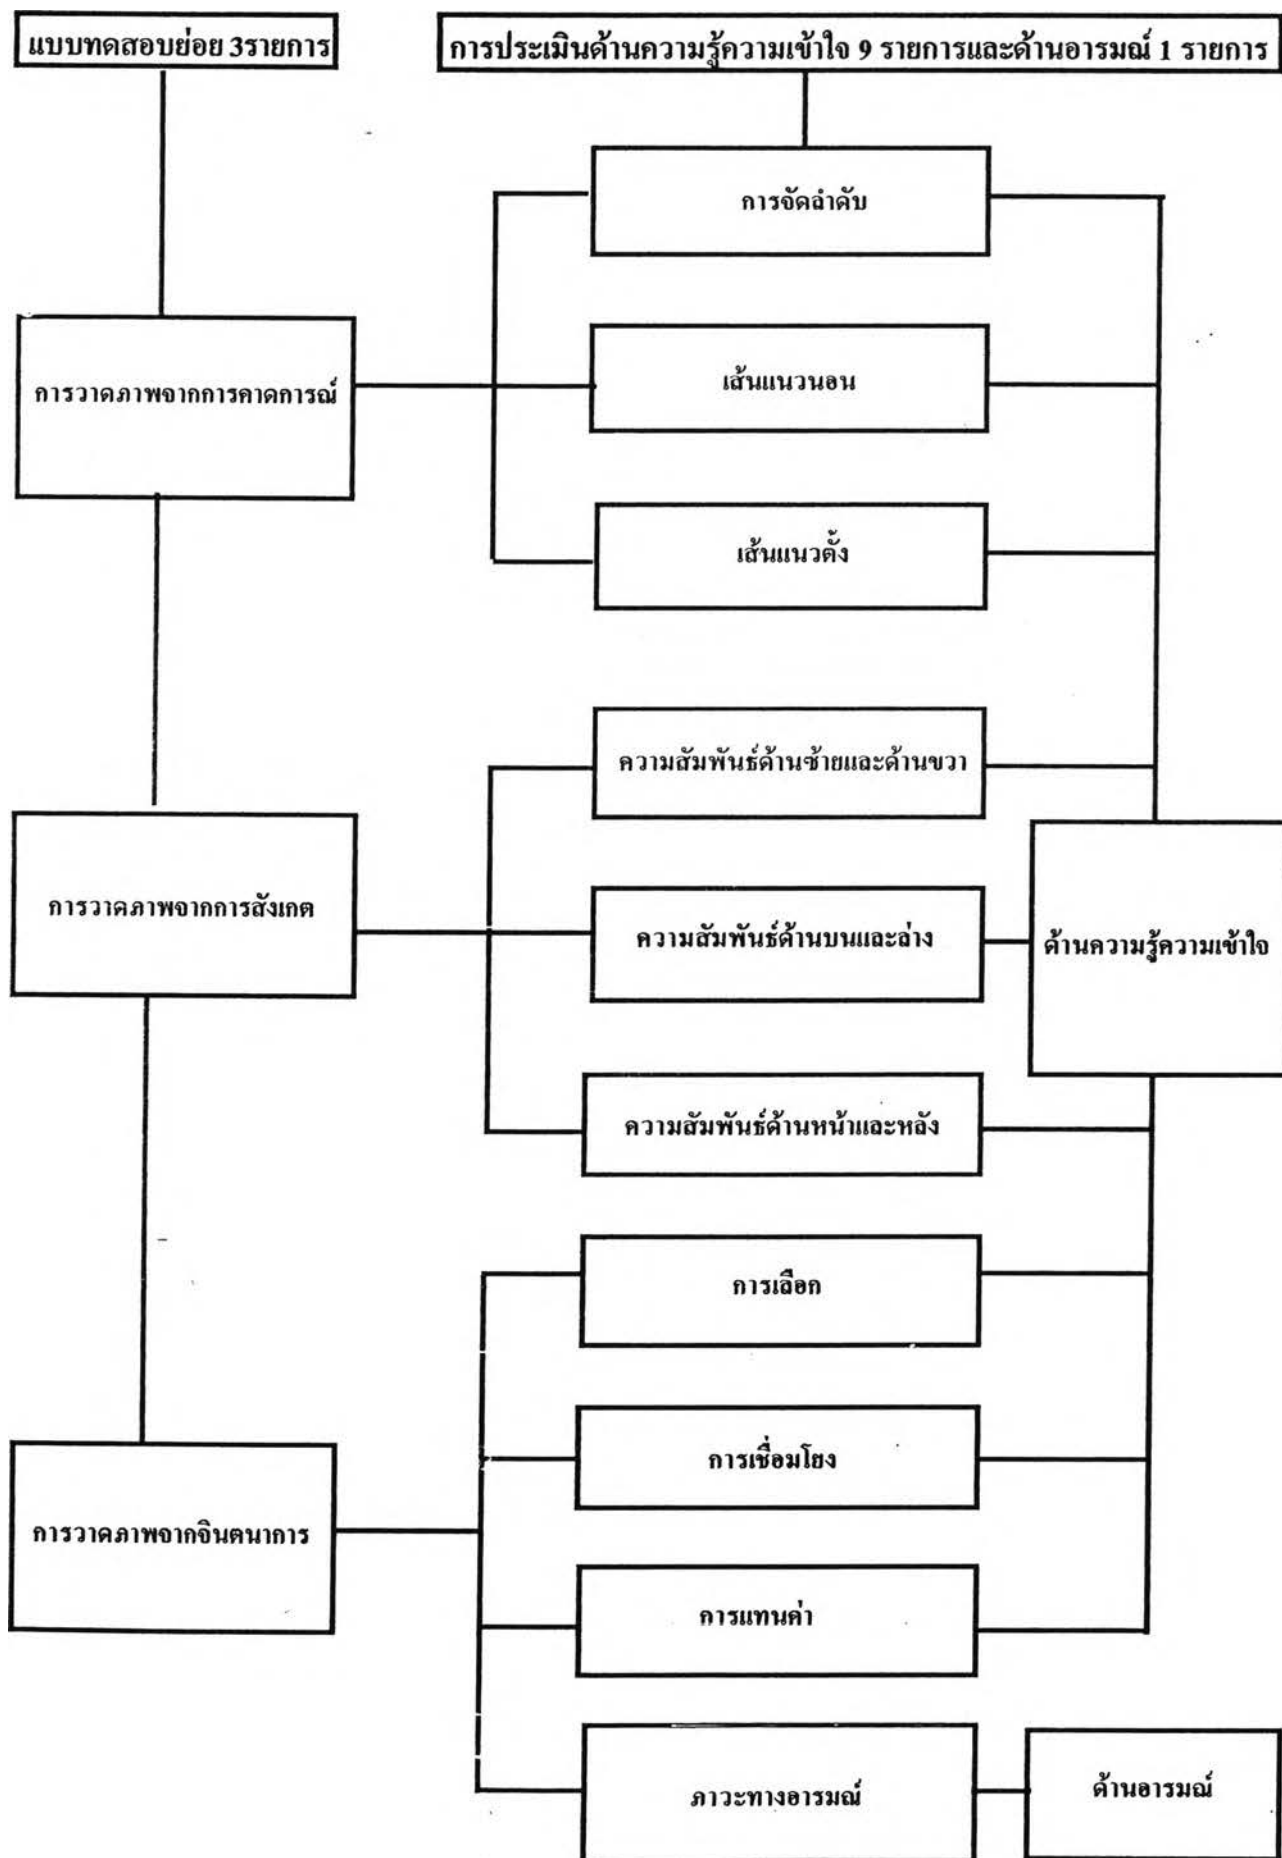 แบบทดสอบย่อย 3รายการ
การประเมินด้านความรู้ความเข้าใจ 9 รายการและด้านอารมณ์ 1 รายการ
การจัดลำดับ
การวาดภาพจากการคาดการณ์
เส้นแนวนอน
เส้นแนวตั้ง
ความสัมพันธ์ด้านซ้ายและด้านขวา
การวาดภาพจากการสังเกต
ความสัมพันธ์ด้านบนและล่าง
ด้านความรู้ความเข้าใจ
ความสัมพันธ์ด้านหน้าและหลัง
การเลือก
การเชื่อมโยง
การวาดภาพจากจินตนาการ
การแทนค่า
ภาวะทางอารมณ์
ด้านอารมณ์